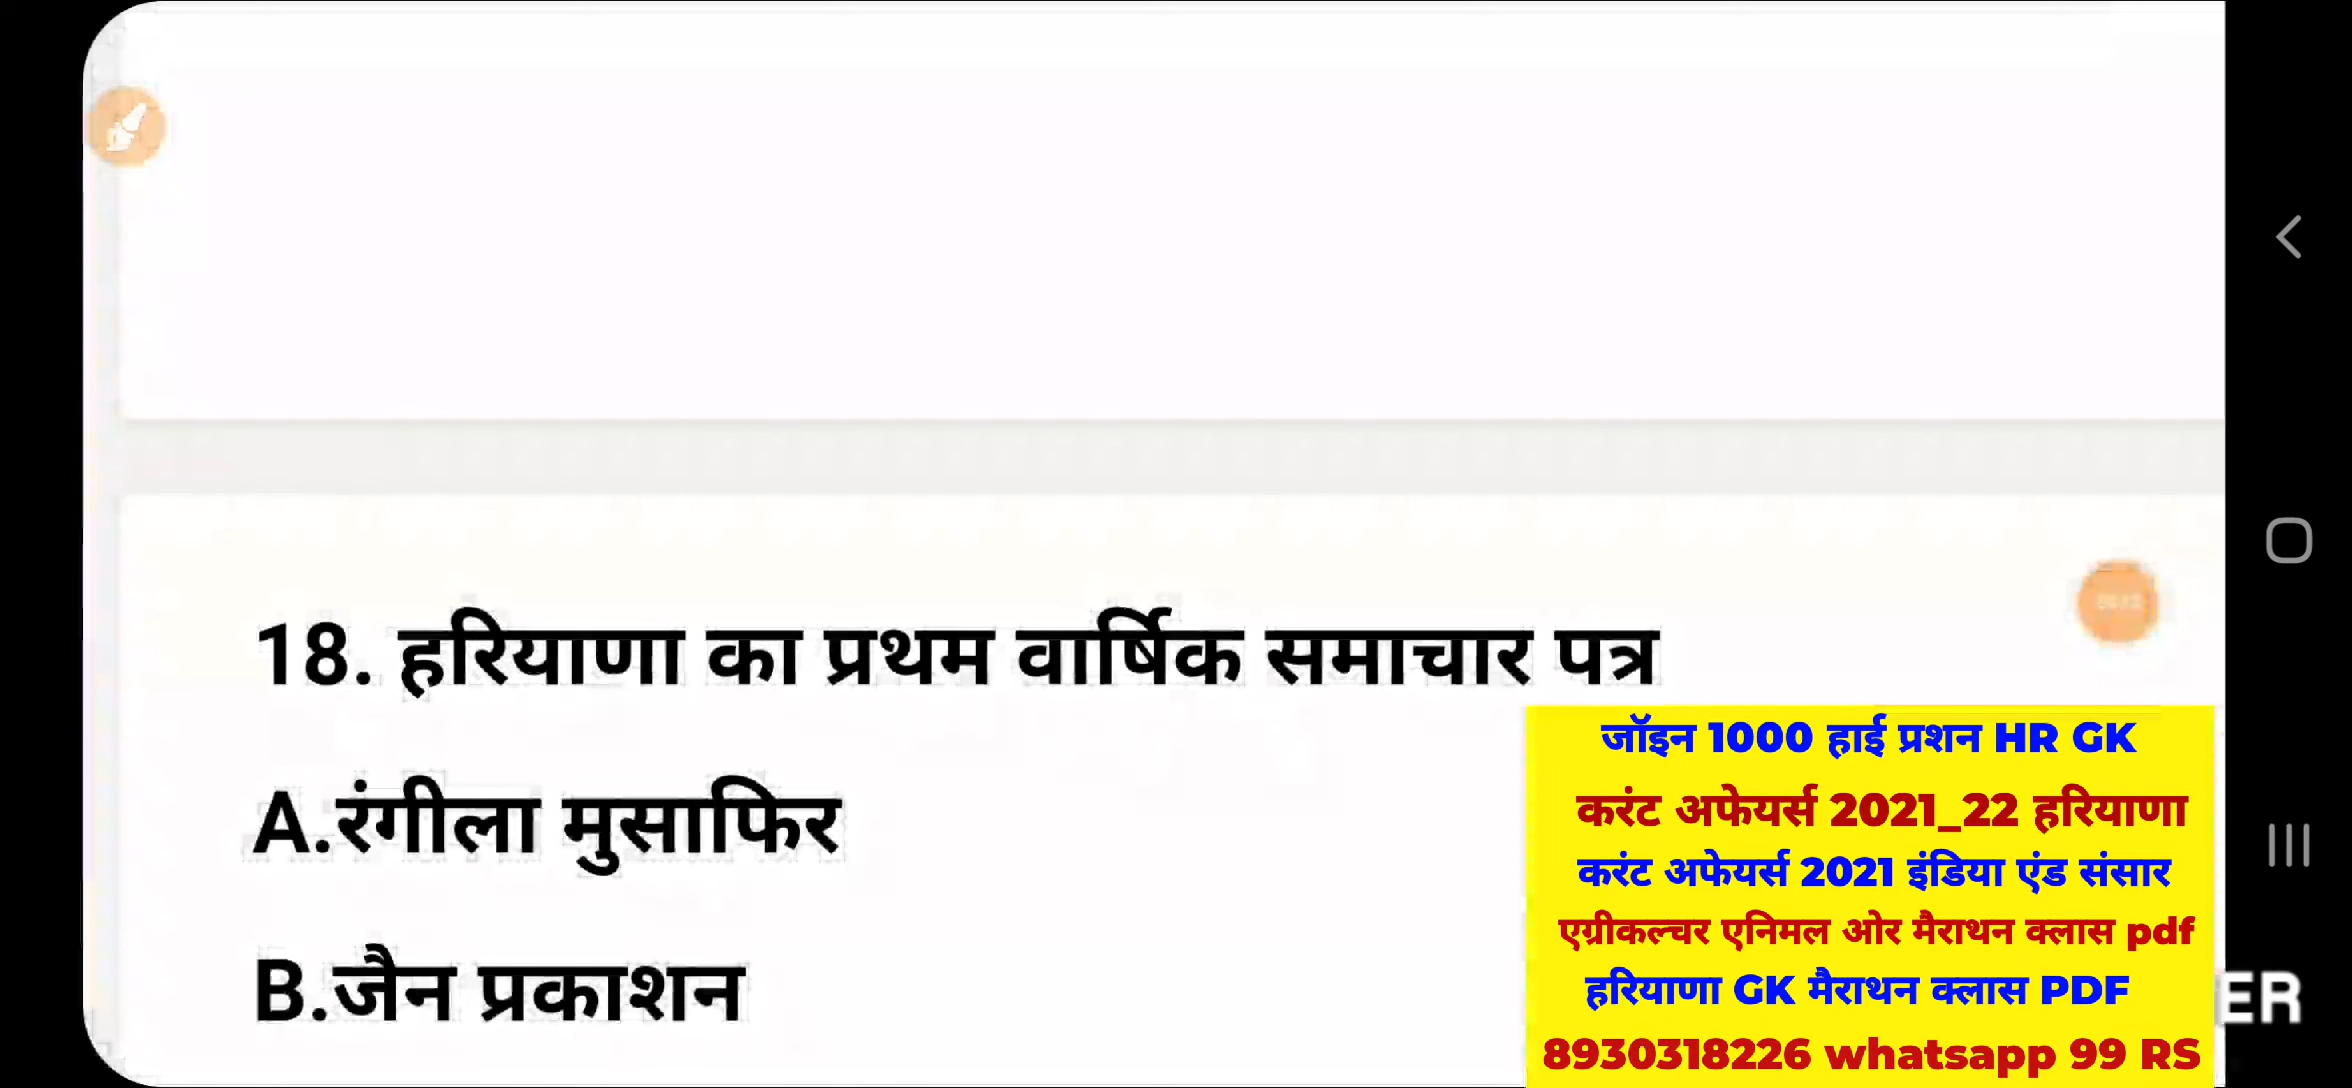 18. हरियाणा का प्रथम वार्षिक समाचार पत्र
A.रंगीला मुसाफिर
B.जैन प्रकाशन
जॉइन 1000 हाई प्रशन HR GK
करंट अफेयर्स 2021_22 हरियाणा
करंट अफेयर्स 2021 इंडिया एंड संसार
एग्रीकल्चर एनिमल ओर मैराथन क्लास pdf
हरियाणा GK मैराथन क्लास PDF
8930318226 whatsapp 99 RS
ER